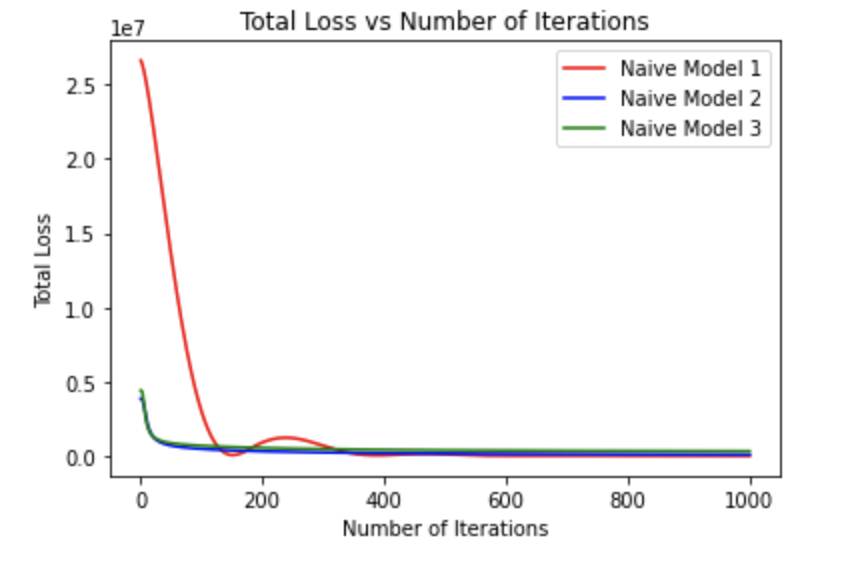 Total Loss vs Number of Iterations
1e7
Naive Model 1
Naive Model 2
Naive Model 3
2.5
2.0
1.5
1.0
0.5
0.0
Total Loss
0 200 400 600 800 1000
Number of Iterations